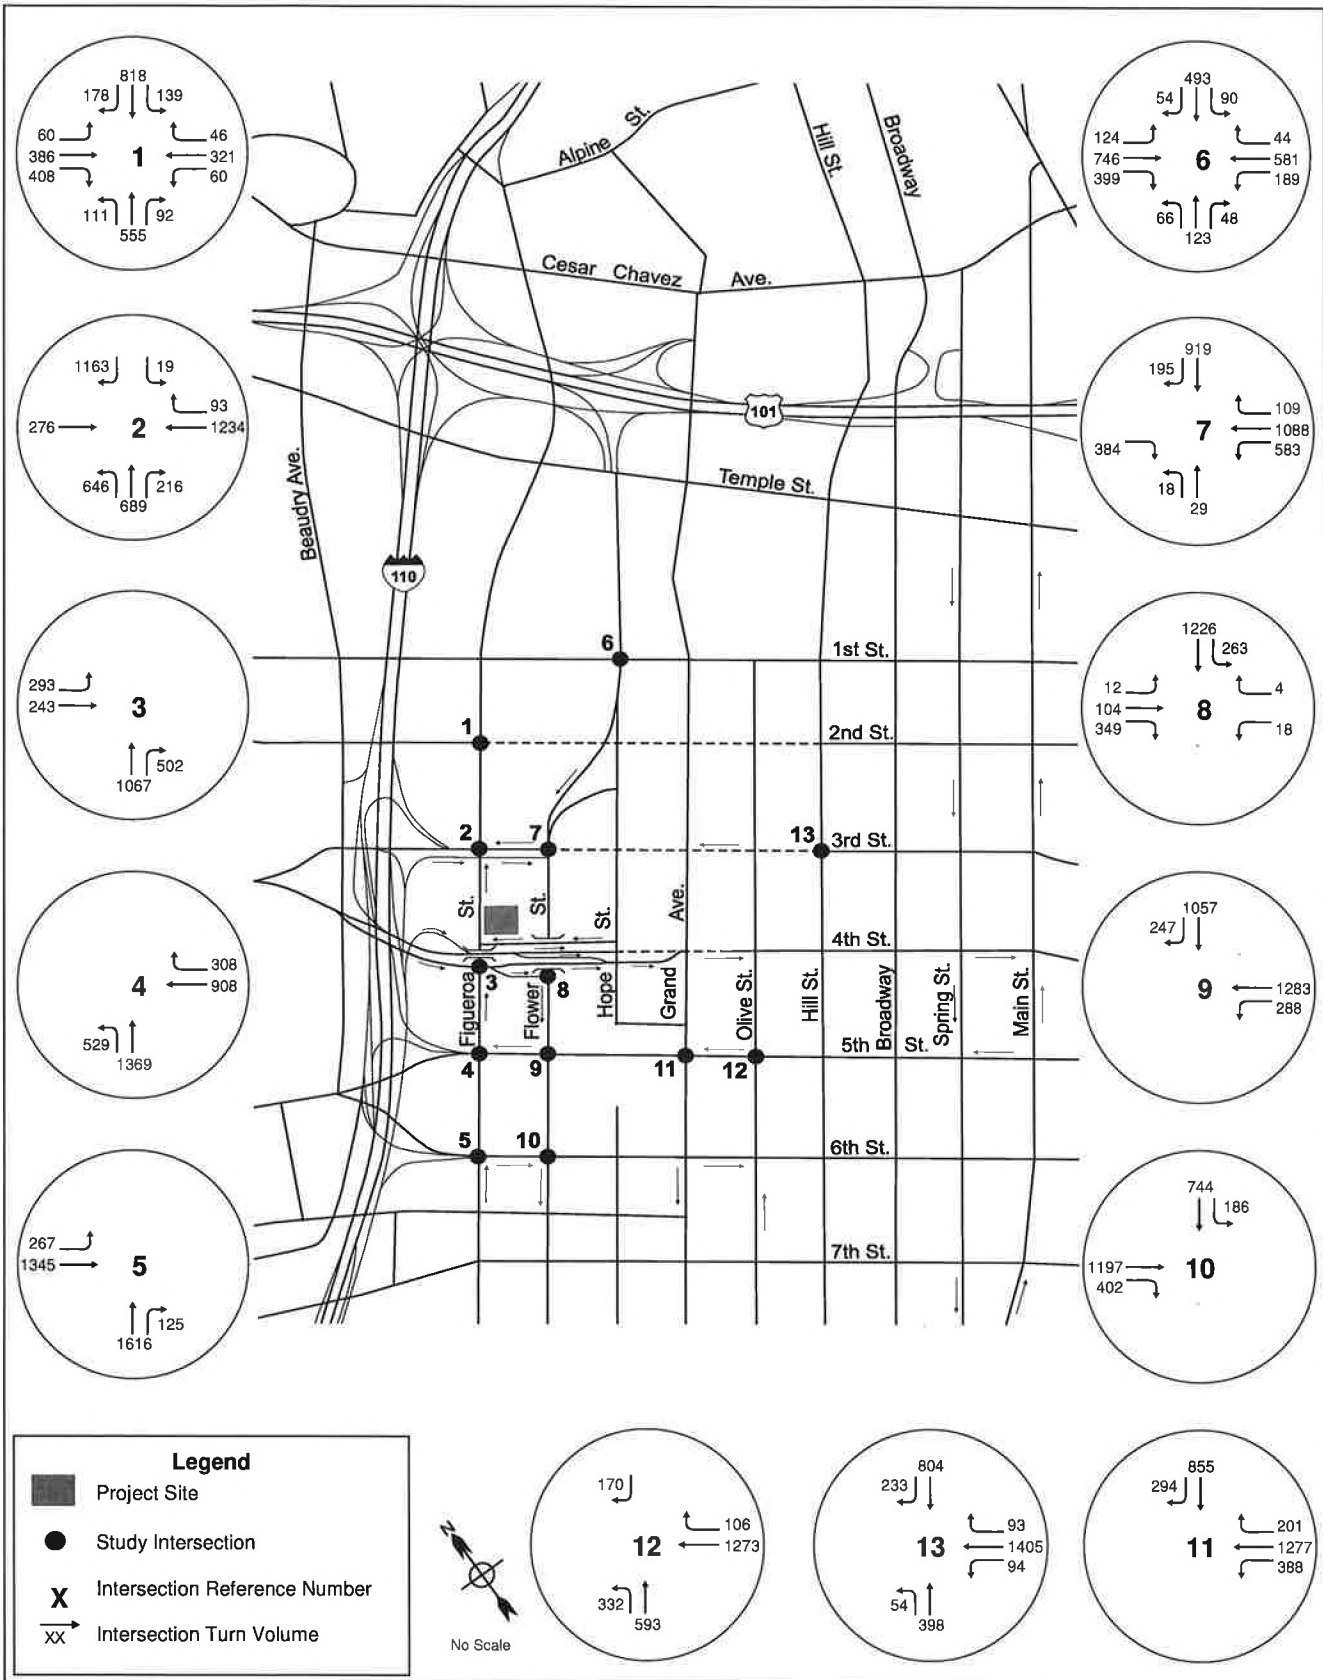 818
178 139
60 46
386 1 321
408 60
111 92
555
1163 19
93
276 2 1234
646 216
689
293
243 3
502
1067
308
4 908
529
1369
267
1345 5
125
1616
493
54 90
124 44
746 6 581
399 189
66 48
123
919
195
109
7 1088
384 583
18
29
1226
263
12 4
104 8
349 18
1057
247
9 1283
288
744
186
1197 10
402
Alpine St.
Hill St.
Broadway
Cesar Chavez Ave.
101
Temple St.
Beaudry Ave.
110
6
1st St.
1
2nd St.
2 7 13
3rd St.
St. St. St. Ave.
4th St.
3 8
Figueroa Flower Hope Grand Olive St. Hill St. Broadway Spring St. Main St.
5th St.
4 9 11 12
5 10
6th St.
7th St.
Legend
Project Site
Study Intersection
X Intersection Reference Number
XX Intersection Turn Volume
N
No Scale
170
106
12 1273
332
593
804
233
93
13 1405
94
54
398
855
294
201
11 1277
388